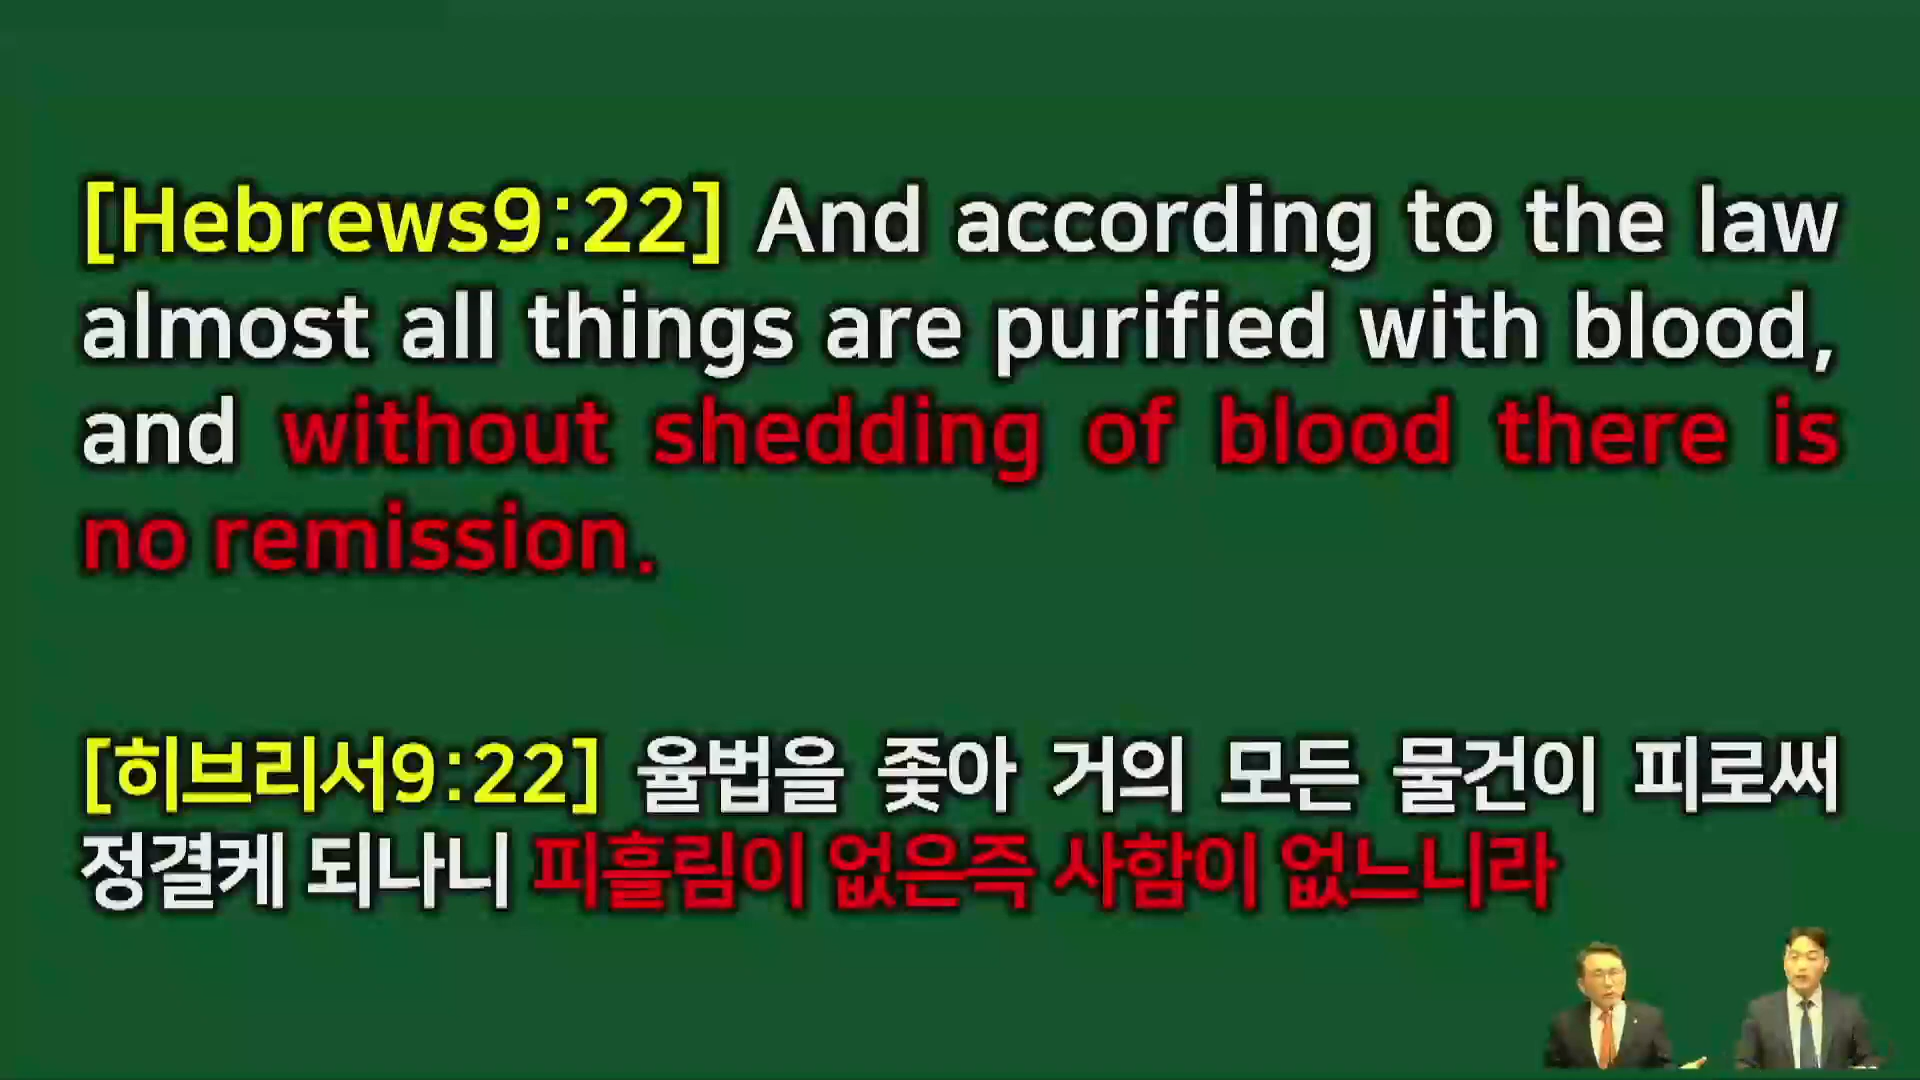 [Hebrews9:22] And according to the law
almost all things are purified with blood,
and without shedding of blood there is
no remission.
[히브리서9:22] 율법을 좇아 거의 모든 물건이 피로써
정결케 되나니 피흘림이 없은즉 사함이 없느니라